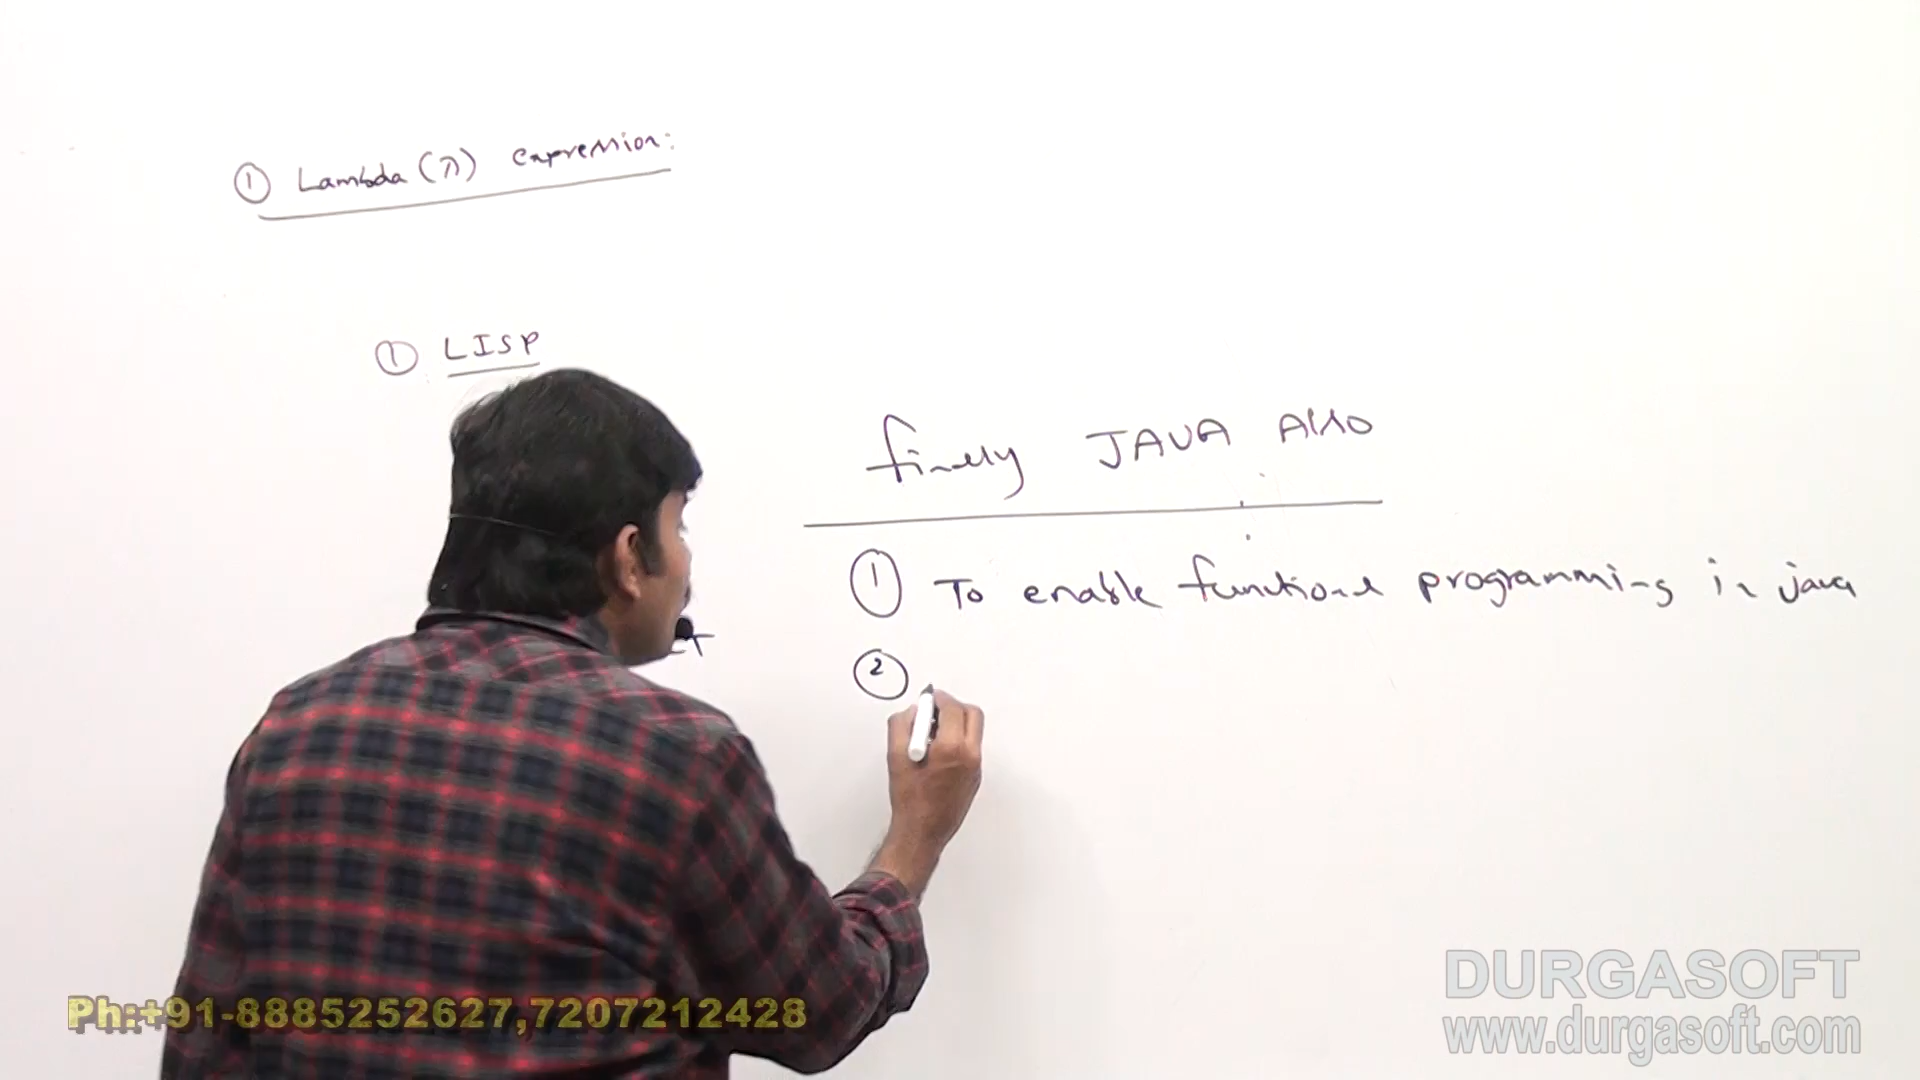 ① Lambda (λ) expression:
① LISP
finally JAVA Also
① To enable functional programming in java
②
DURGASOFT
www.durgasoft.com
Ph:+91-8885252627,7207212428